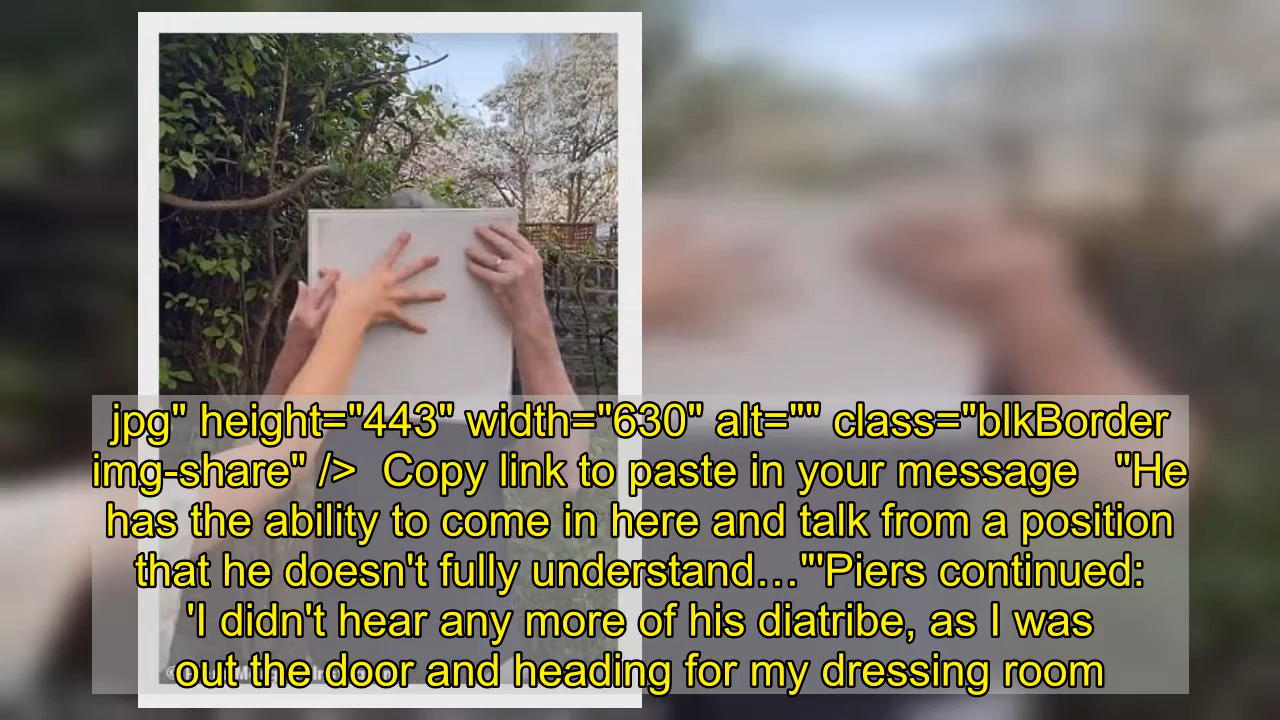 jpg" height="443" width="630" alt="" class="blkBorder
img-share" />  Copy link to paste in your message   "He
has the ability to come in here and talk from a position
that he doesn't fully understand…"'Piers continued:
'I didn't hear any more of his diatribe, as I was
out the door and heading for my dressing room